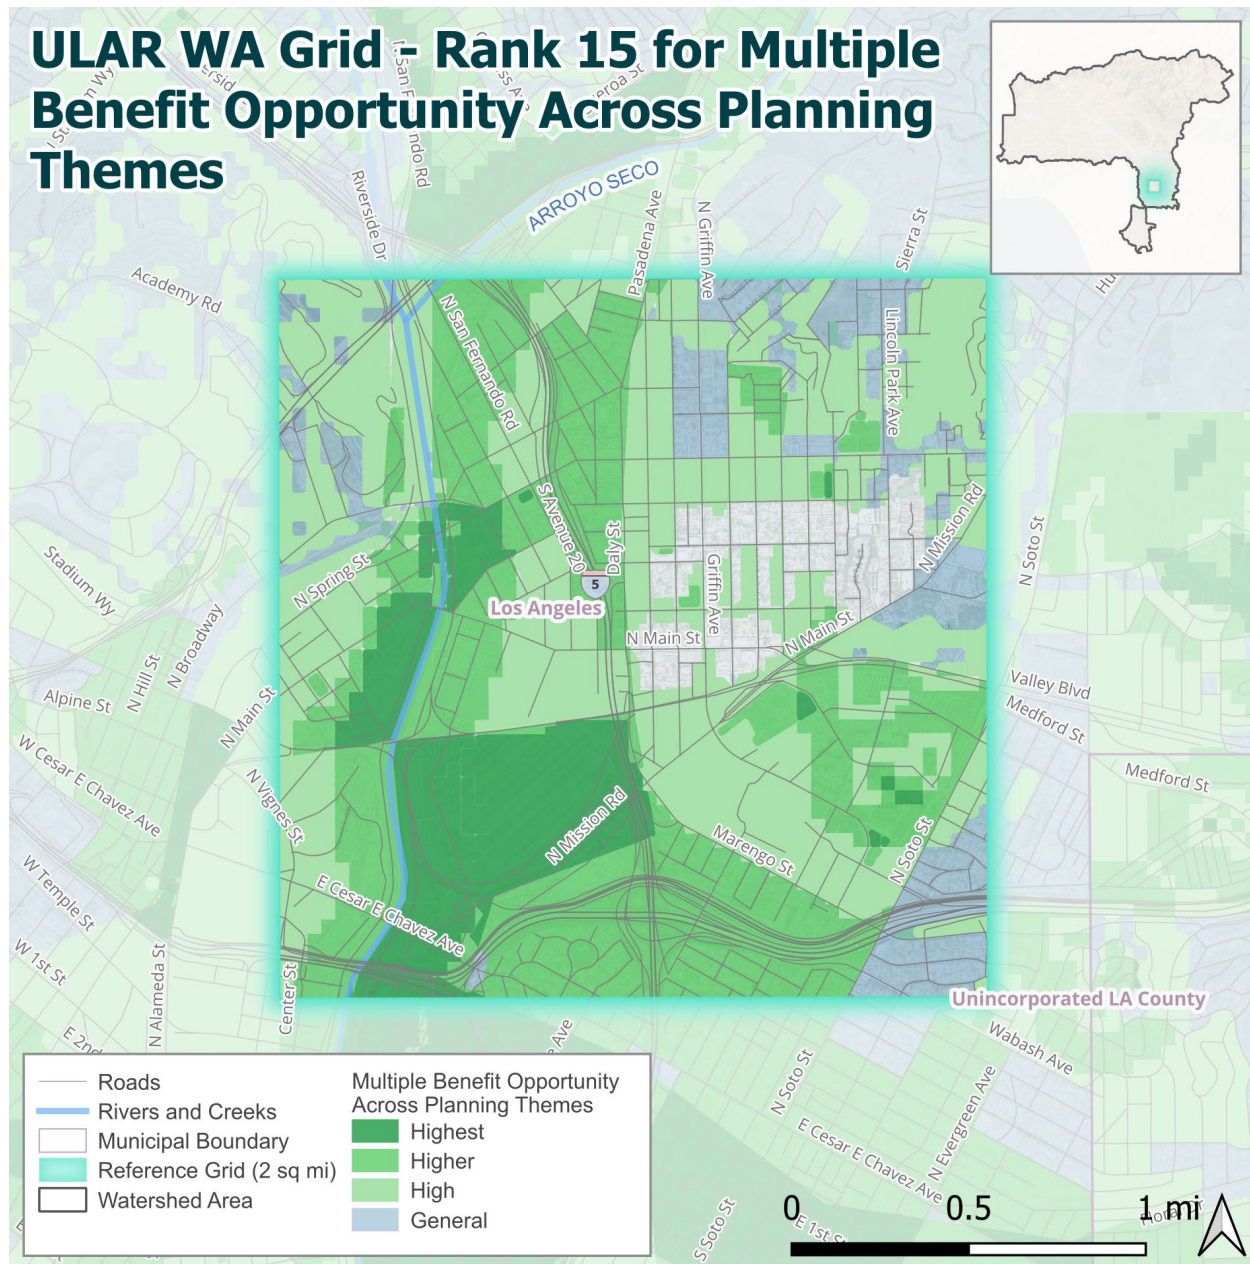 ULAR WA Grid - Rank 15 for Multiple
Benefit Opportunity Across Planning
Themes
Riverside Dr
ARROYO SECO
Pasadena Ave
N Griffin Ave
Sierra St
Academy Rd
N San Fernando Rd
Lincoln Park Ave
S Avenue 20
Daly St
5
N Mission Rd
N Soto St
Stadium Wy
N Spring St
Los Angeles
Griffin Ave
N Main St
N Main St
N Broadway
N Hill St
Alpine St
N Main St
Valley Blvd
Medford St
W Cesar E Chavez Ave
N Vignes St
Medford St
N Mission Rd
Marengo St
N Soto St
W Temple St
E Cesar E Chavez Ave
W 1st St
N Alameda St
Center St
Unincorporated LA County
Wabash Ave
N Soto St
N Evergreen Ave
E Cesar E Chavez Ave
S Soto St
E 1st St
Roads
Rivers and Creeks
Municipal Boundary
Reference Grid (2 sq mi)
Watershed Area
Multiple Benefit Opportunity
Across Planning Themes
Highest
Higher
High
General
0 0.5 1 mi